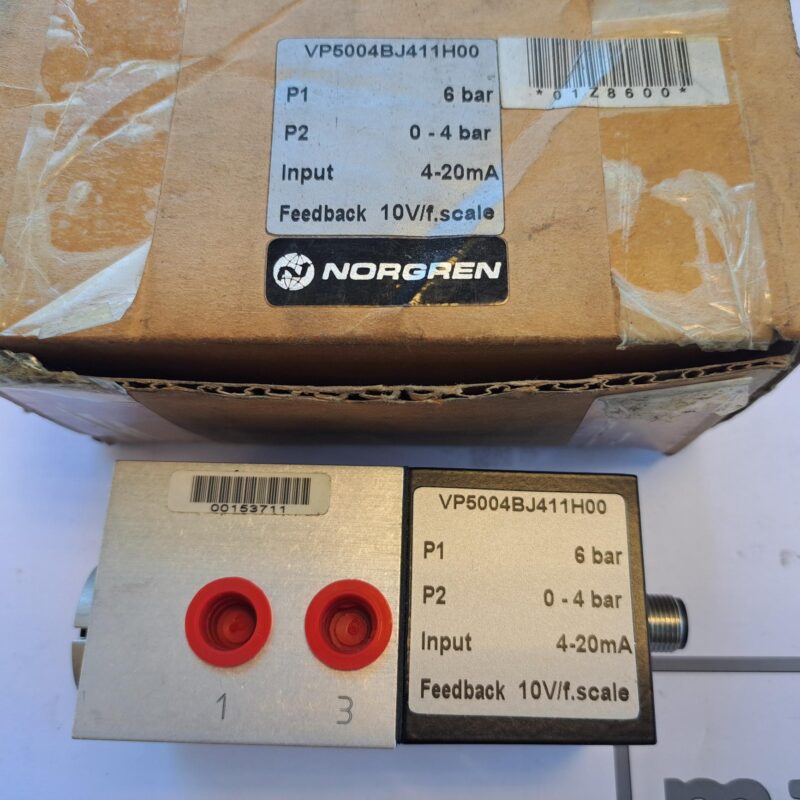 VP5004BJ411H00
P1 6 bar
P2 0 - 4 bar
Input 4-20mA
Feedback 10V/f.scale
*01Z8600*
NORGREN
00153711
1 3
VP5004BJ411H00
P1 6 bar
P2 0 - 4 bar
Input 4-20mA
Feedback 10V/f.scale